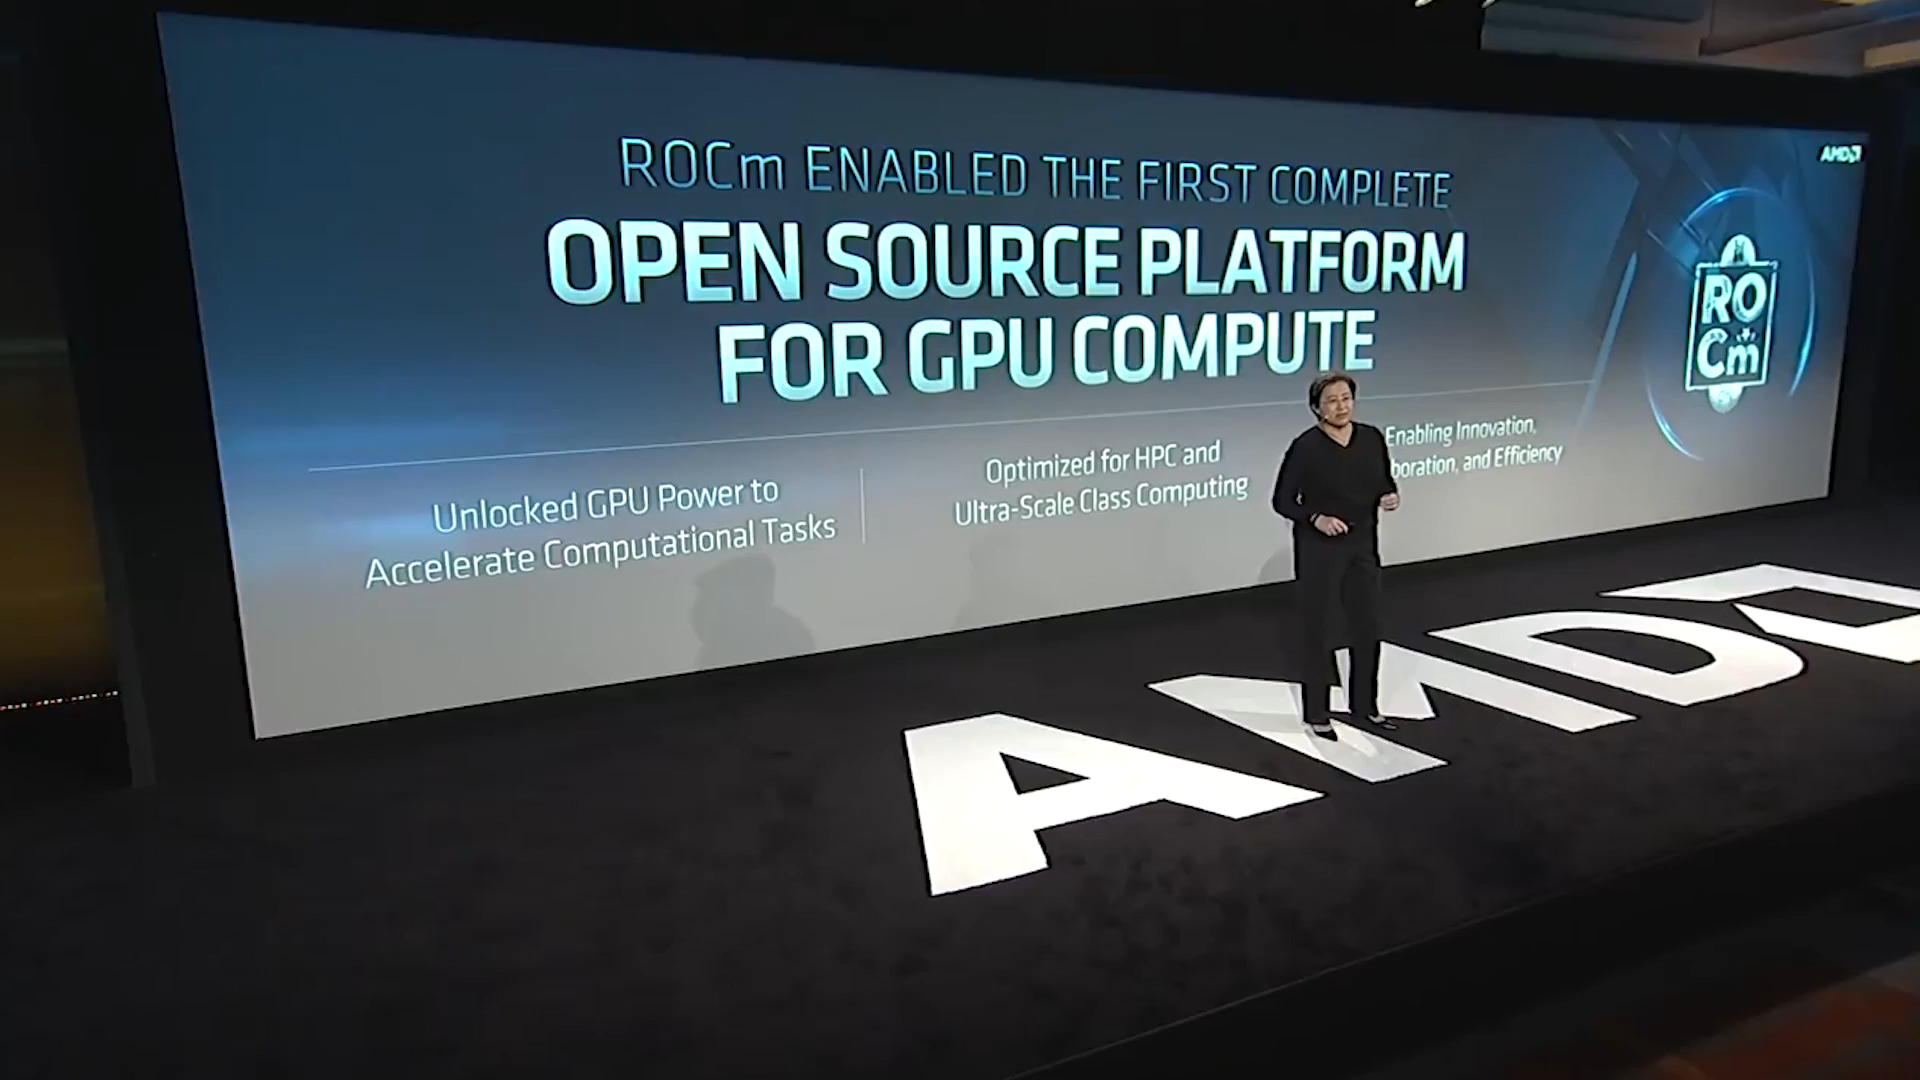 AMD
ROCm ENABLED THE FIRST COMPLETE
OPEN SOURCE PLATFORM
FOR GPU COMPUTE
RO
Cm
Unlocked GPU Power to
Accelerate Computational Tasks
Optimized for HPC and
Ultra-Scale Class Computing
Enabling Innovation,
and Efficiency
AMD